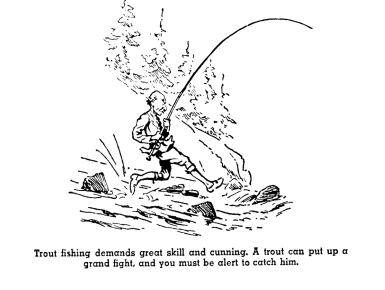 Trout fishing demands great skill and cunning. A trout can put up a
grand fight, and you must be alert to catch him.